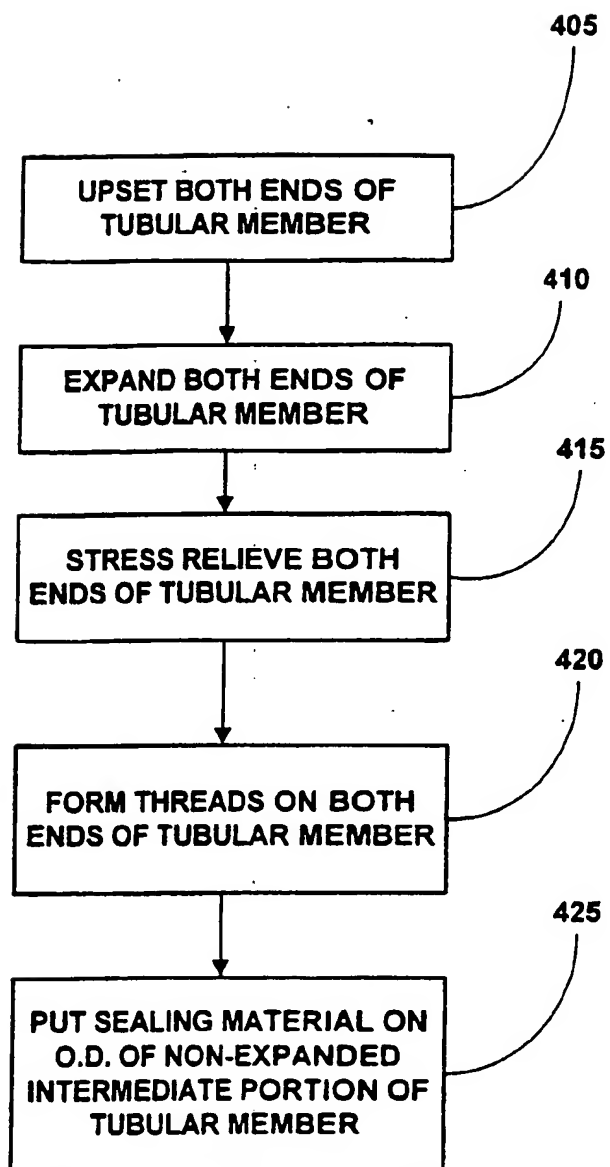 405
UPSET BOTH ENDS OF
TUBULAR MEMBER
410
EXPAND BOTH ENDS OF
TUBULAR MEMBER
415
STRESS RELIEVE BOTH
ENDS OF TUBULAR MEMBER
420
FORM THREADS ON BOTH
ENDS OF TUBULAR MEMBER
425
PUT SEALING MATERIAL ON
O.D. OF NON-EXPANDED
INTERMEDIATE PORTION OF
TUBULAR MEMBER